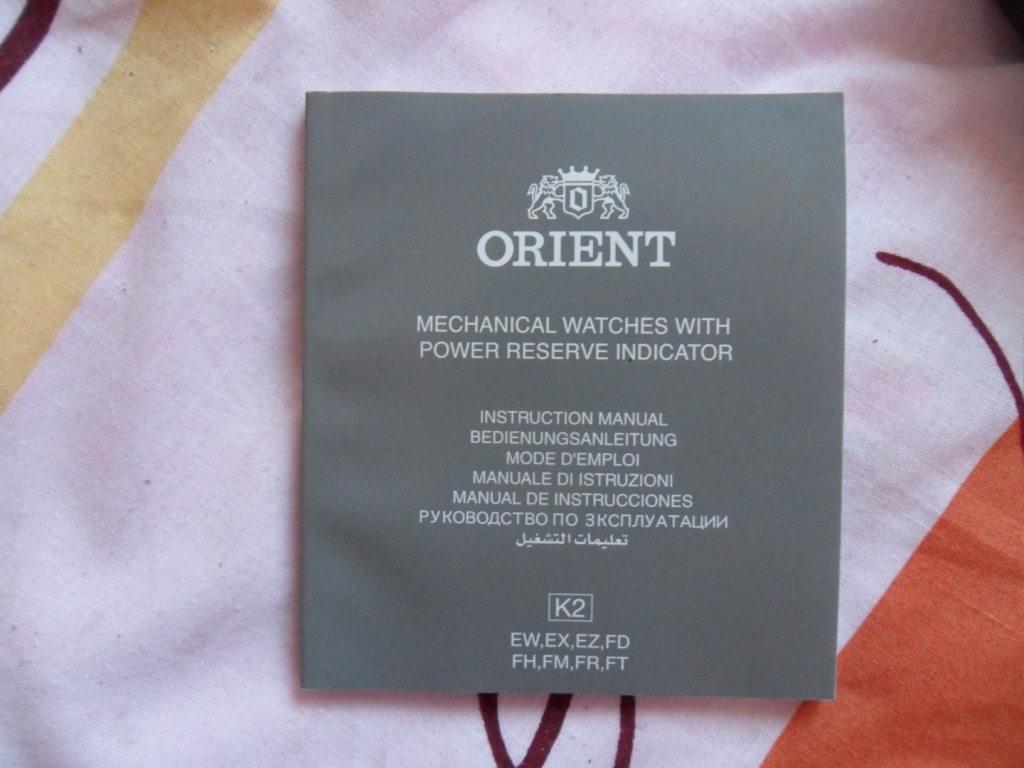 ORIENT
MECHANICAL WATCHES WITH
POWER RESERVE INDICATOR
INSTRUCTION MANUAL
BEDIENUNGSANLEITUNG
MODE D'EMPLOI
MANUALE DI ISTRUZIONI
MANUAL DE INSTRUCCIONES
РУКОВОДСТВО ПО ЗКСПЛУАТАЦИИ
تعليمات التشغيل
K2
EW,EX,EZ,FD
FH,FM,FR,FT